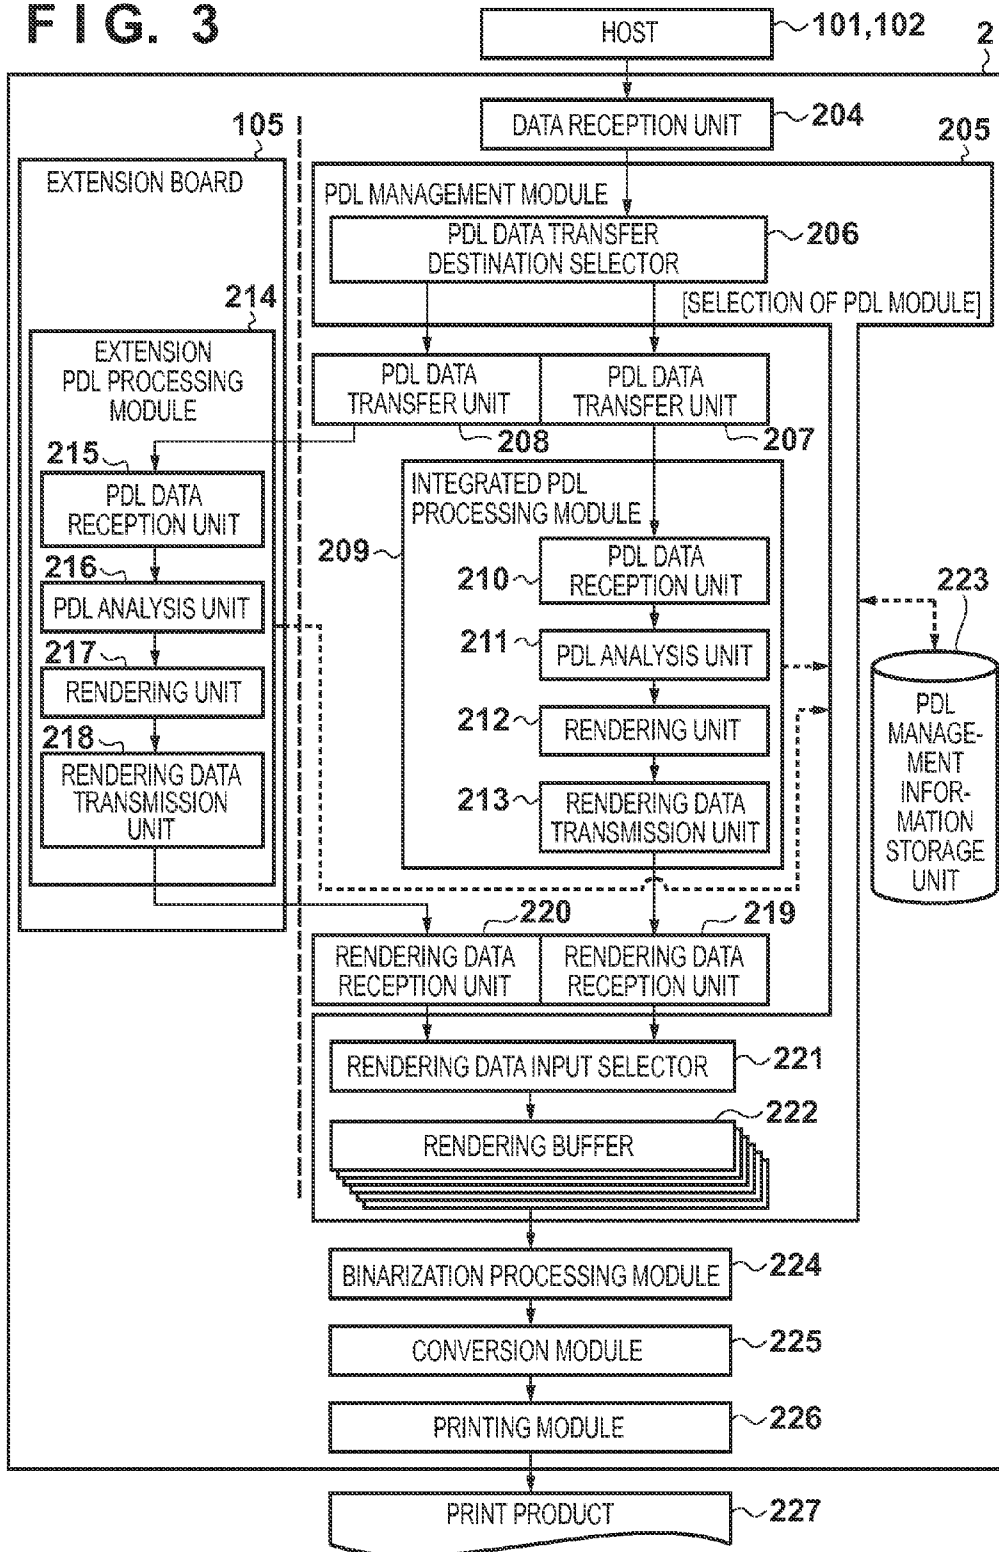 FIG. 3
HOST
101,102
2
DATA RECEPTION UNIT
204
105
205
EXTENSION BOARD
PDL MANAGEMENT MODULE
PDL DATA TRANSFER
DESTINATION SELECTOR
206
[SELECTION OF PDL MODULE]
214
EXTENSION
PDL PROCESSING
MODULE
PDL DATA
TRANSFER UNIT
208
PDL DATA
TRANSFER UNIT
207
215
PDL DATA
RECEPTION UNIT
216
PDL ANALYSIS UNIT
217
RENDERING UNIT
218
RENDERING DATA
TRANSMISSION
UNIT
INTEGRATED PDL
PROCESSING MODULE
209
210
PDL DATA
RECEPTION UNIT
211
PDL ANALYSIS UNIT
212
RENDERING UNIT
213
RENDERING DATA
TRANSMISSION UNIT
223
PDL
MANAGE-
MENT
INFOR-
MATION
STORAGE
UNIT
220
219
RENDERING DATA
RECEPTION UNIT
RENDERING DATA
RECEPTION UNIT
RENDERING DATA INPUT SELECTOR
221
222
RENDERING BUFFER
BINARIZATION PROCESSING MODULE
224
CONVERSION MODULE
225
PRINTING MODULE
226
PRINT PRODUCT
227